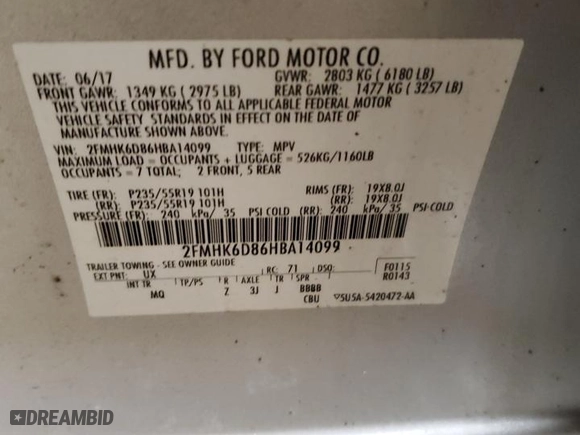 MFD. BY FORD MOTOR CO.
DATE: 06/17 GVWR: 2803 KG ( 6180 LB)
FRONT GAWR: 1349 KG ( 2975 LB) REAR GAWR: 1477 KG ( 3257 LB)
THIS VEHICLE CONFORMS TO ALL APPLICABLE FEDERAL MOTOR
VEHICLE SAFETY STANDARDS IN EFFECT ON THE DATE OF
MANUFACTURE SHOWN ABOVE.
VIN: 2FMHK6D86HBA14099 TYPE: MPV
MAXIMUM LOAD = OCCUPANTS + LUGGAGE = 526KG/1160LB
OCCUPANTS = 7 TOTAL; 2 FRONT, 5 REAR
TIRE (FR): P235/55R19 101H RIMS (FR): 19X8.0J
(RR): P235/55R19 101H (RR): 19X8.0J
PRESSURE (FR): 240 kPa/ 35 PSI COLD (RR): 240 kPa/ 35 PSI-COLD
2FMHK6D86HBA14099
TRAILER TOWING - SEE OWNER GUIDE
EXT PNT: UX RC: 71 DSO: F0115
INT TR TP/PS R AXLE TR SPR R0143
MQ Z 3J J BBBB
CBU 5U5A-5420472-AA
DREAMBID